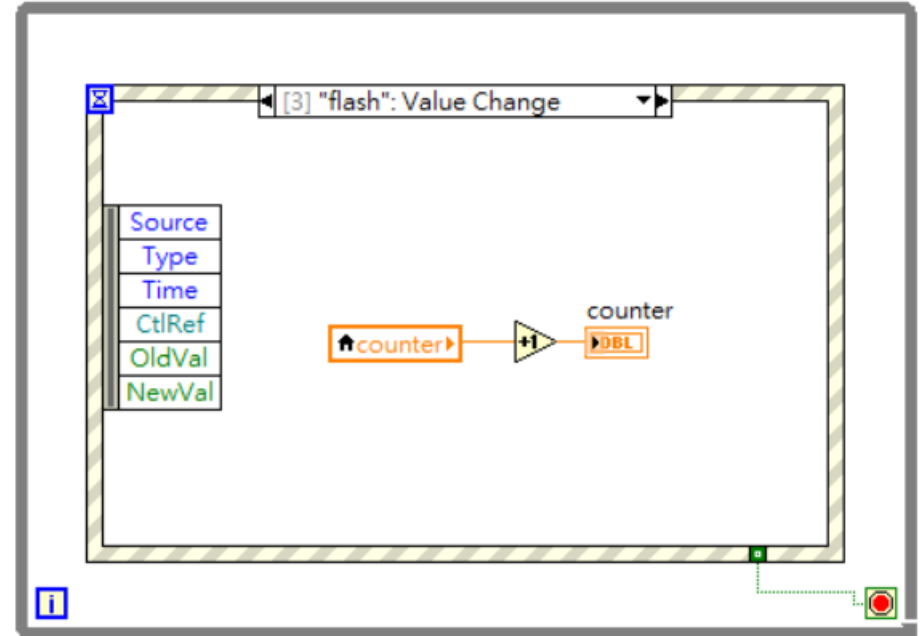 [3] "flash": Value Change
Source
Type
Time
CtlRef
OldVal
NewVal
counter
counter
+1
DBL
i